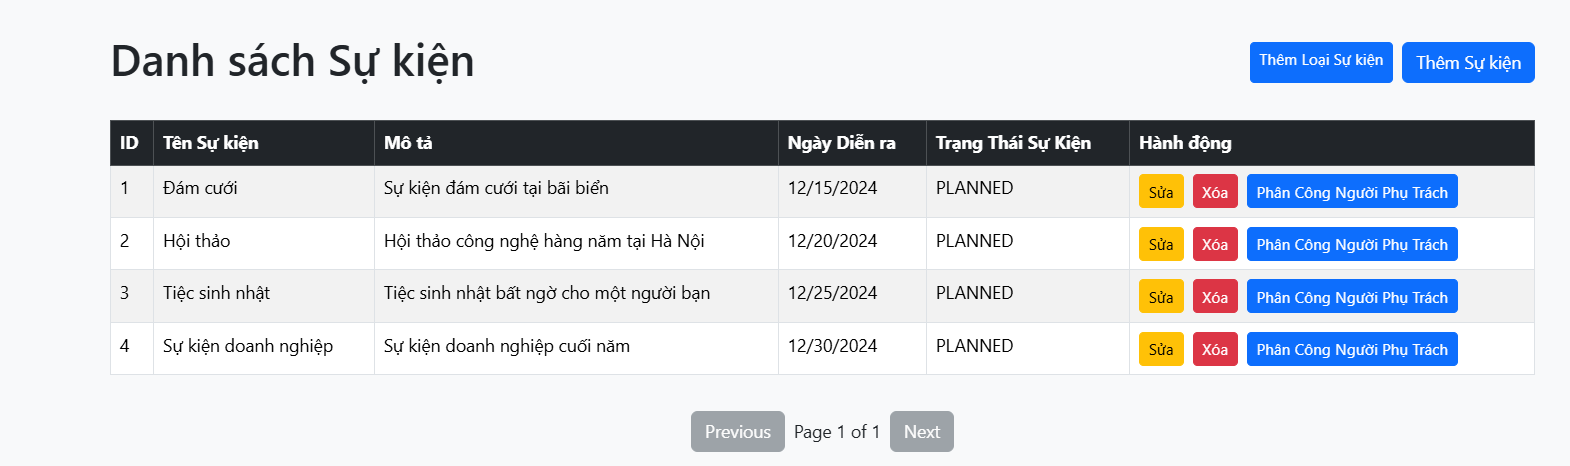 Danh sách Sự kiện
Thêm Loại Sự kiện Thêm Sự kiện
ID Tên Sự kiện Mô tả Ngày Diễn ra Trạng Thái Sự Kiện Hành động
1 Đám cưới Sự kiện đám cưới tại bãi biển 12/15/2024 PLANNED Sửa Xóa Phân Công Người Phụ Trách
2 Hội thảo Hội thảo công nghệ hàng năm tại Hà Nội 12/20/2024 PLANNED Sửa Xóa Phân Công Người Phụ Trách
3 Tiệc sinh nhật Tiệc sinh nhật bất ngờ cho một người bạn 12/25/2024 PLANNED Sửa Xóa Phân Công Người Phụ Trách
4 Sự kiện doanh nghiệp Sự kiện doanh nghiệp cuối năm 12/30/2024 PLANNED Sửa Xóa Phân Công Người Phụ Trách
Previous Page 1 of 1 Next